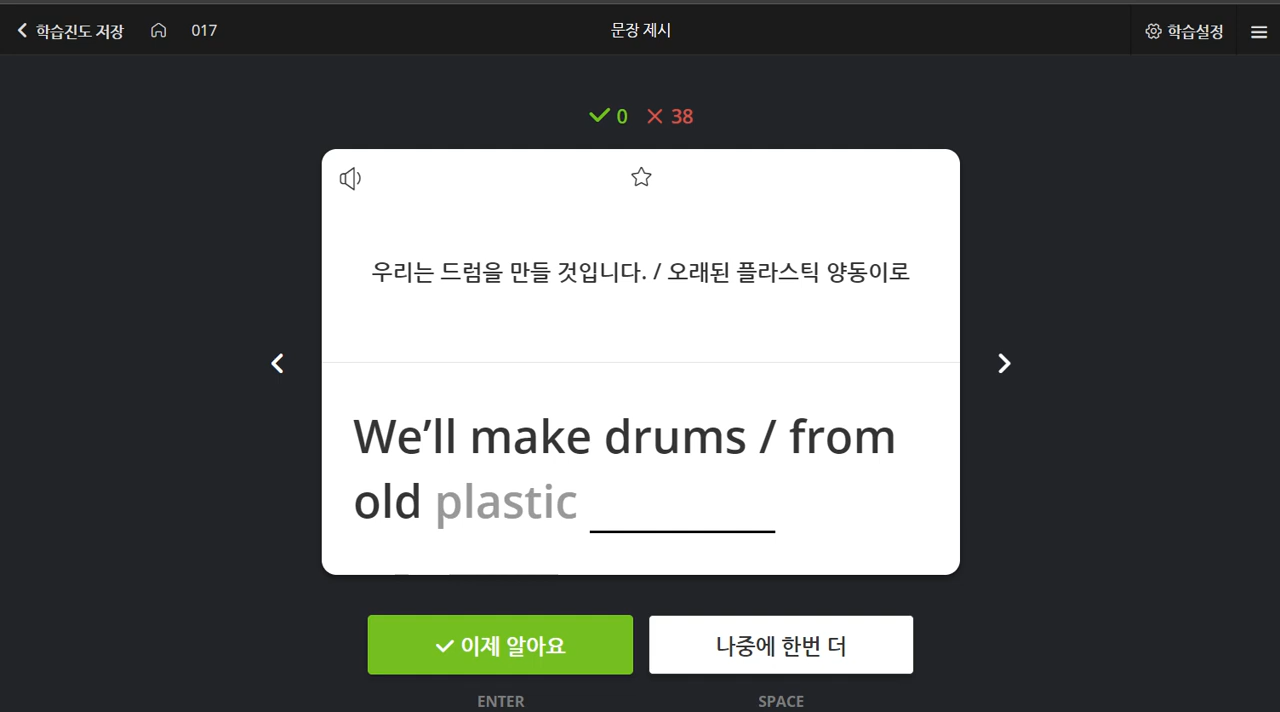 학습진도 저장 017 문장 제시 학습설정
0 38
우리는 드럼을 만들 것입니다. / 오래된 플라스틱 양동이로
We’ll make drums / from
old plastic
이제 알아요 나중에 한번 더
ENTER SPACE